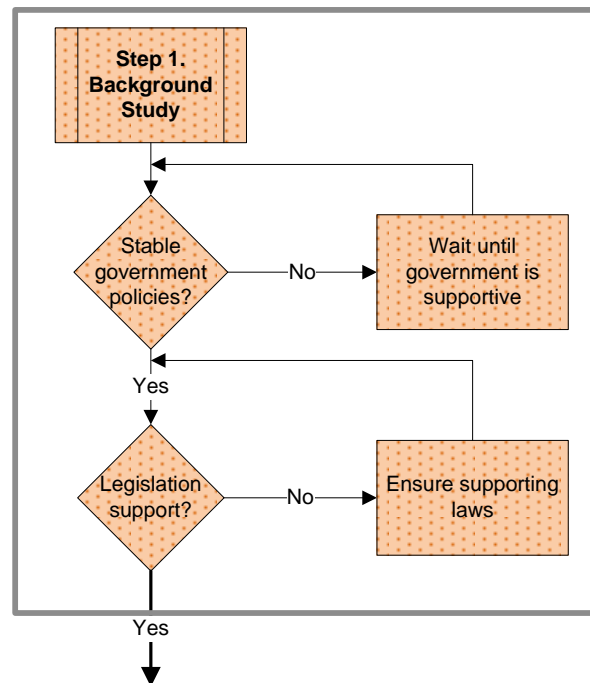 Step 1.
Background
Study
Stable
government
policies?
No
Wait until
government is
supportive
Yes
Legislation
support?
No
Ensure supporting
laws
Yes